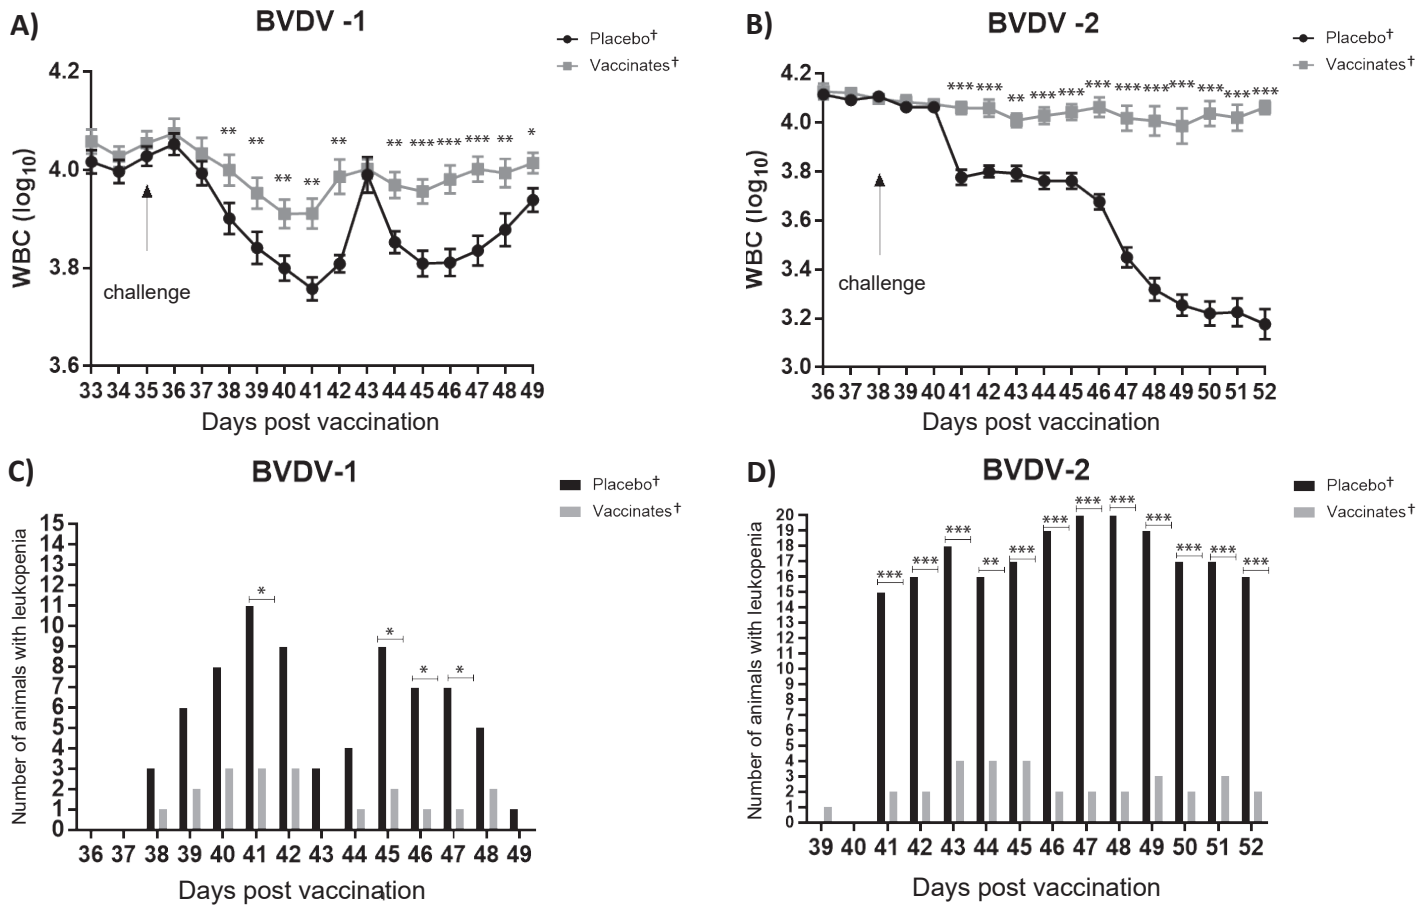 A)
BVDV -1
Placebo†
Vaccinates†
4.2
4.0
3.8
3.6
WBC (log10)
** ** ** ** ** ** *** *** *** ** *
challenge
33 34 35 36 37 38 39 40 41 42 43 44 45 46 47 48 49
Days post vaccination
B)
BVDV -2
Placebo†
Vaccinates†
4.2
4.0
3.8
3.6
3.4
3.2
3.0
WBC (log10)
*** *** ** *** *** *** *** *** *** *** *** ***
challenge
36 37 38 39 40 41 42 43 44 45 46 47 48 49 50 51 52
Days post vaccination
C)
BVDV-1
Placebo†
Vaccinates†
15
14
13
12
11
10
9
8
7
6
5
4
3
2
1
0
Number of animals with leukopenia
* * * *
36 37 38 39 40 41 42 43 44 45 46 47 48 49
Days post vaccination
D)
BVDV-2
Placebo†
Vaccinates†
20
19
18
17
16
15
14
13
12
11
10
9
8
7
6
5
4
3
2
1
0
Number of animals with leukopenia
*** *** *** ** *** *** *** *** *** *** *** ***
39 40 41 42 43 44 45 46 47 48 49 50 51 52
Days post vaccination